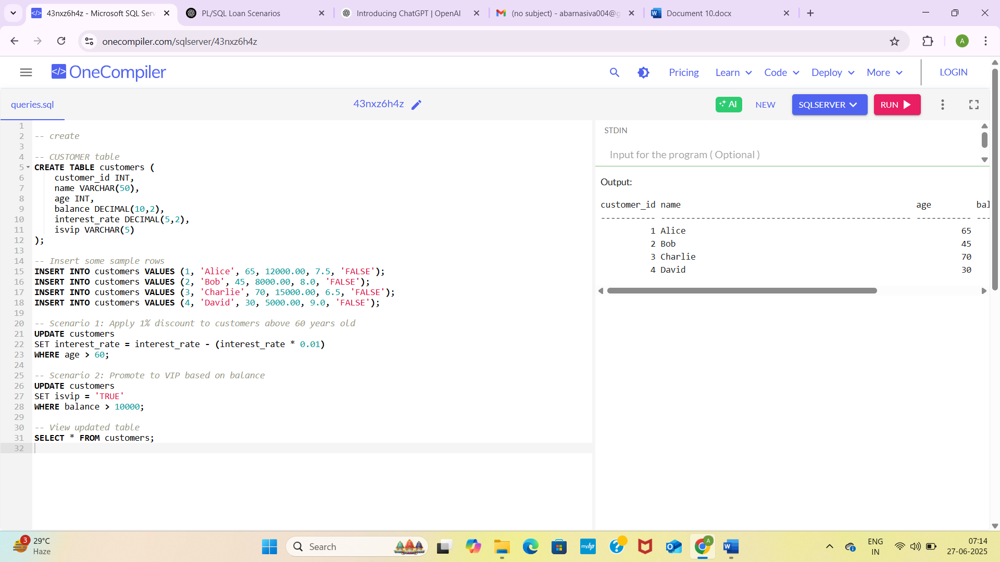 43nxz6h4z - Microsoft SQL Serv
PL/SQL Loan Scenarios
Introducing ChatGPT | OpenAI
(no subject) - abarnasiva004@g
Document 10.docx
onecompiler.com/sqlserver/43nxz6h4z
A
</> OneCompiler
Pricing
Learn
Code
Deploy
More
LOGIN
queries.sql
43nxz6h4z
AI
NEW
SQLSERVER
RUN
1
2 -- create
3
4 -- CUSTOMER table
5 CREATE TABLE customers (
6 customer_id INT,
7 name VARCHAR(50),
8 age INT,
9 balance DECIMAL(10,2),
10 interest_rate DECIMAL(5,2),
11 isvip VARCHAR(5)
12 );
13
14 -- Insert some sample rows
15 INSERT INTO customers VALUES (1, 'Alice', 65, 12000.00, 7.5, 'FALSE');
16 INSERT INTO customers VALUES (2, 'Bob', 45, 8000.00, 8.0, 'FALSE');
17 INSERT INTO customers VALUES (3, 'Charlie', 70, 15000.00, 6.5, 'FALSE');
18 INSERT INTO customers VALUES (4, 'David', 30, 5000.00, 9.0, 'FALSE');
19
20 -- Scenario 1: Apply 1% discount to customers above 60 years old
21 UPDATE customers
22 SET interest_rate = interest_rate - (interest_rate * 0.01)
23 WHERE age > 60;
24
25 -- Scenario 2: Promote to VIP based on balance
26 UPDATE customers
27 SET isvip = 'TRUE'
28 WHERE balance > 10000;
29
30 -- View updated table
31 SELECT * FROM customers;
32
STDIN
Input for the program ( Optional )
Output:
customer_id name age bal
----------- -------------------------------------------------- ----------- ---
1 Alice 65
2 Bob 45
3 Charlie 70
4 David 30
3
29°C
Haze
Search
myhp
A
ENG
IN
07:14
27-06-2025